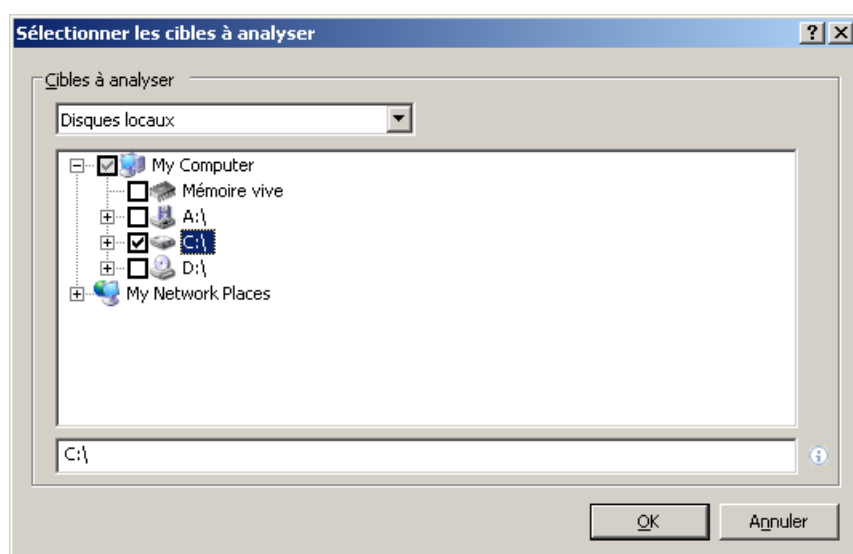 Sélectionner les cibles à analyser
Cibles à analyser
Disques locaux
My Computer
Mémoire vive
A:\
C:\
D:\
My Network Places
C:\
OK
Annuler